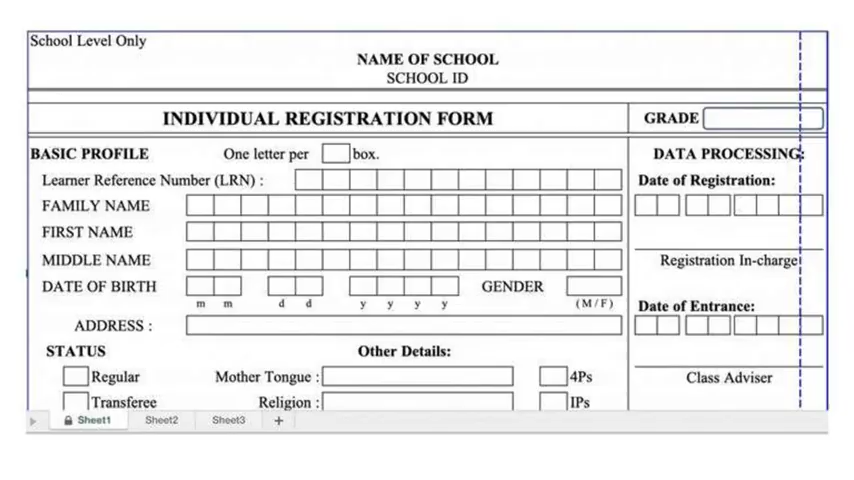 School Level Only
NAME OF SCHOOL
SCHOOL ID
INDIVIDUAL REGISTRATION FORM GRADE
BASIC PROFILE One letter per box. DATA PROCESSING:
Learner Reference Number (LRN) : Date of Registration:
FAMILY NAME
FIRST NAME
MIDDLE NAME Registration In-charge
DATE OF BIRTH GENDER
m m d d y y y y (M/F)
Date of Entrance:
ADDRESS :
STATUS Other Details:
Regular Mother Tongue : 4Ps Class Adviser
Transferee Religion : IPs
Sheet1 Sheet2 Sheet3 +